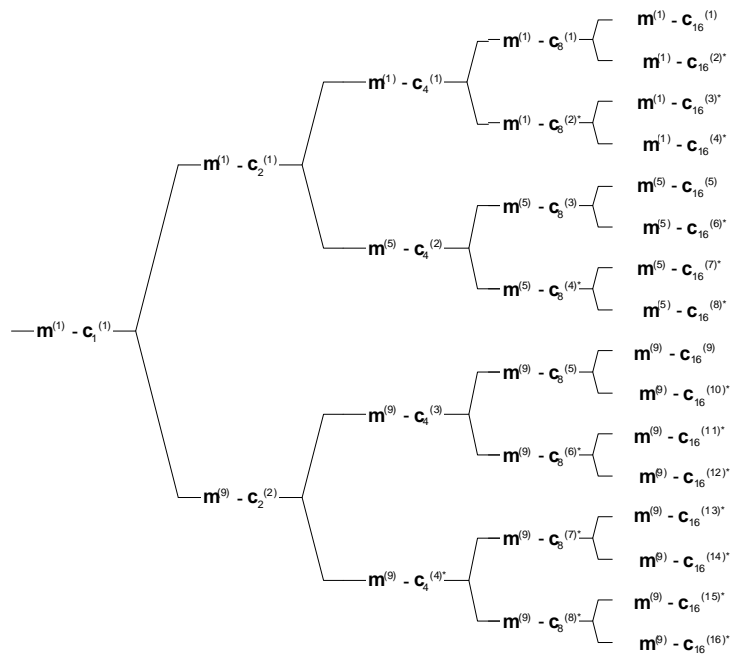 m(1) - c1(1)
m(1) - c2(1)
m(9) - c2(2)
m(1) - c4(1)
m(5) - c4(2)
m(9) - c4(3)
m(9) - c4(4)*
m(1) - c8(1)
m(1) - c8(2)*
m(5) - c8(3)
m(5) - c8(4)*
m(9) - c8(5)
m(9) - c8(6)*
m(9) - c8(7)*
m(9) - c8(8)*
m(1) - c16(1)
m(1) - c16(2)*
m(1) - c16(3)*
m(1) - c16(4)*
m(5) - c16(5)
m(5) - c16(6)*
m(5) - c16(7)*
m(5) - c16(8)*
m(9) - c16(9)
m(9) - c16(10)*
m(9) - c16(11)*
m(9) - c16(12)*
m(9) - c16(13)*
m(9) - c16(14)*
m(9) - c16(15)*
m(9) - c16(16)*